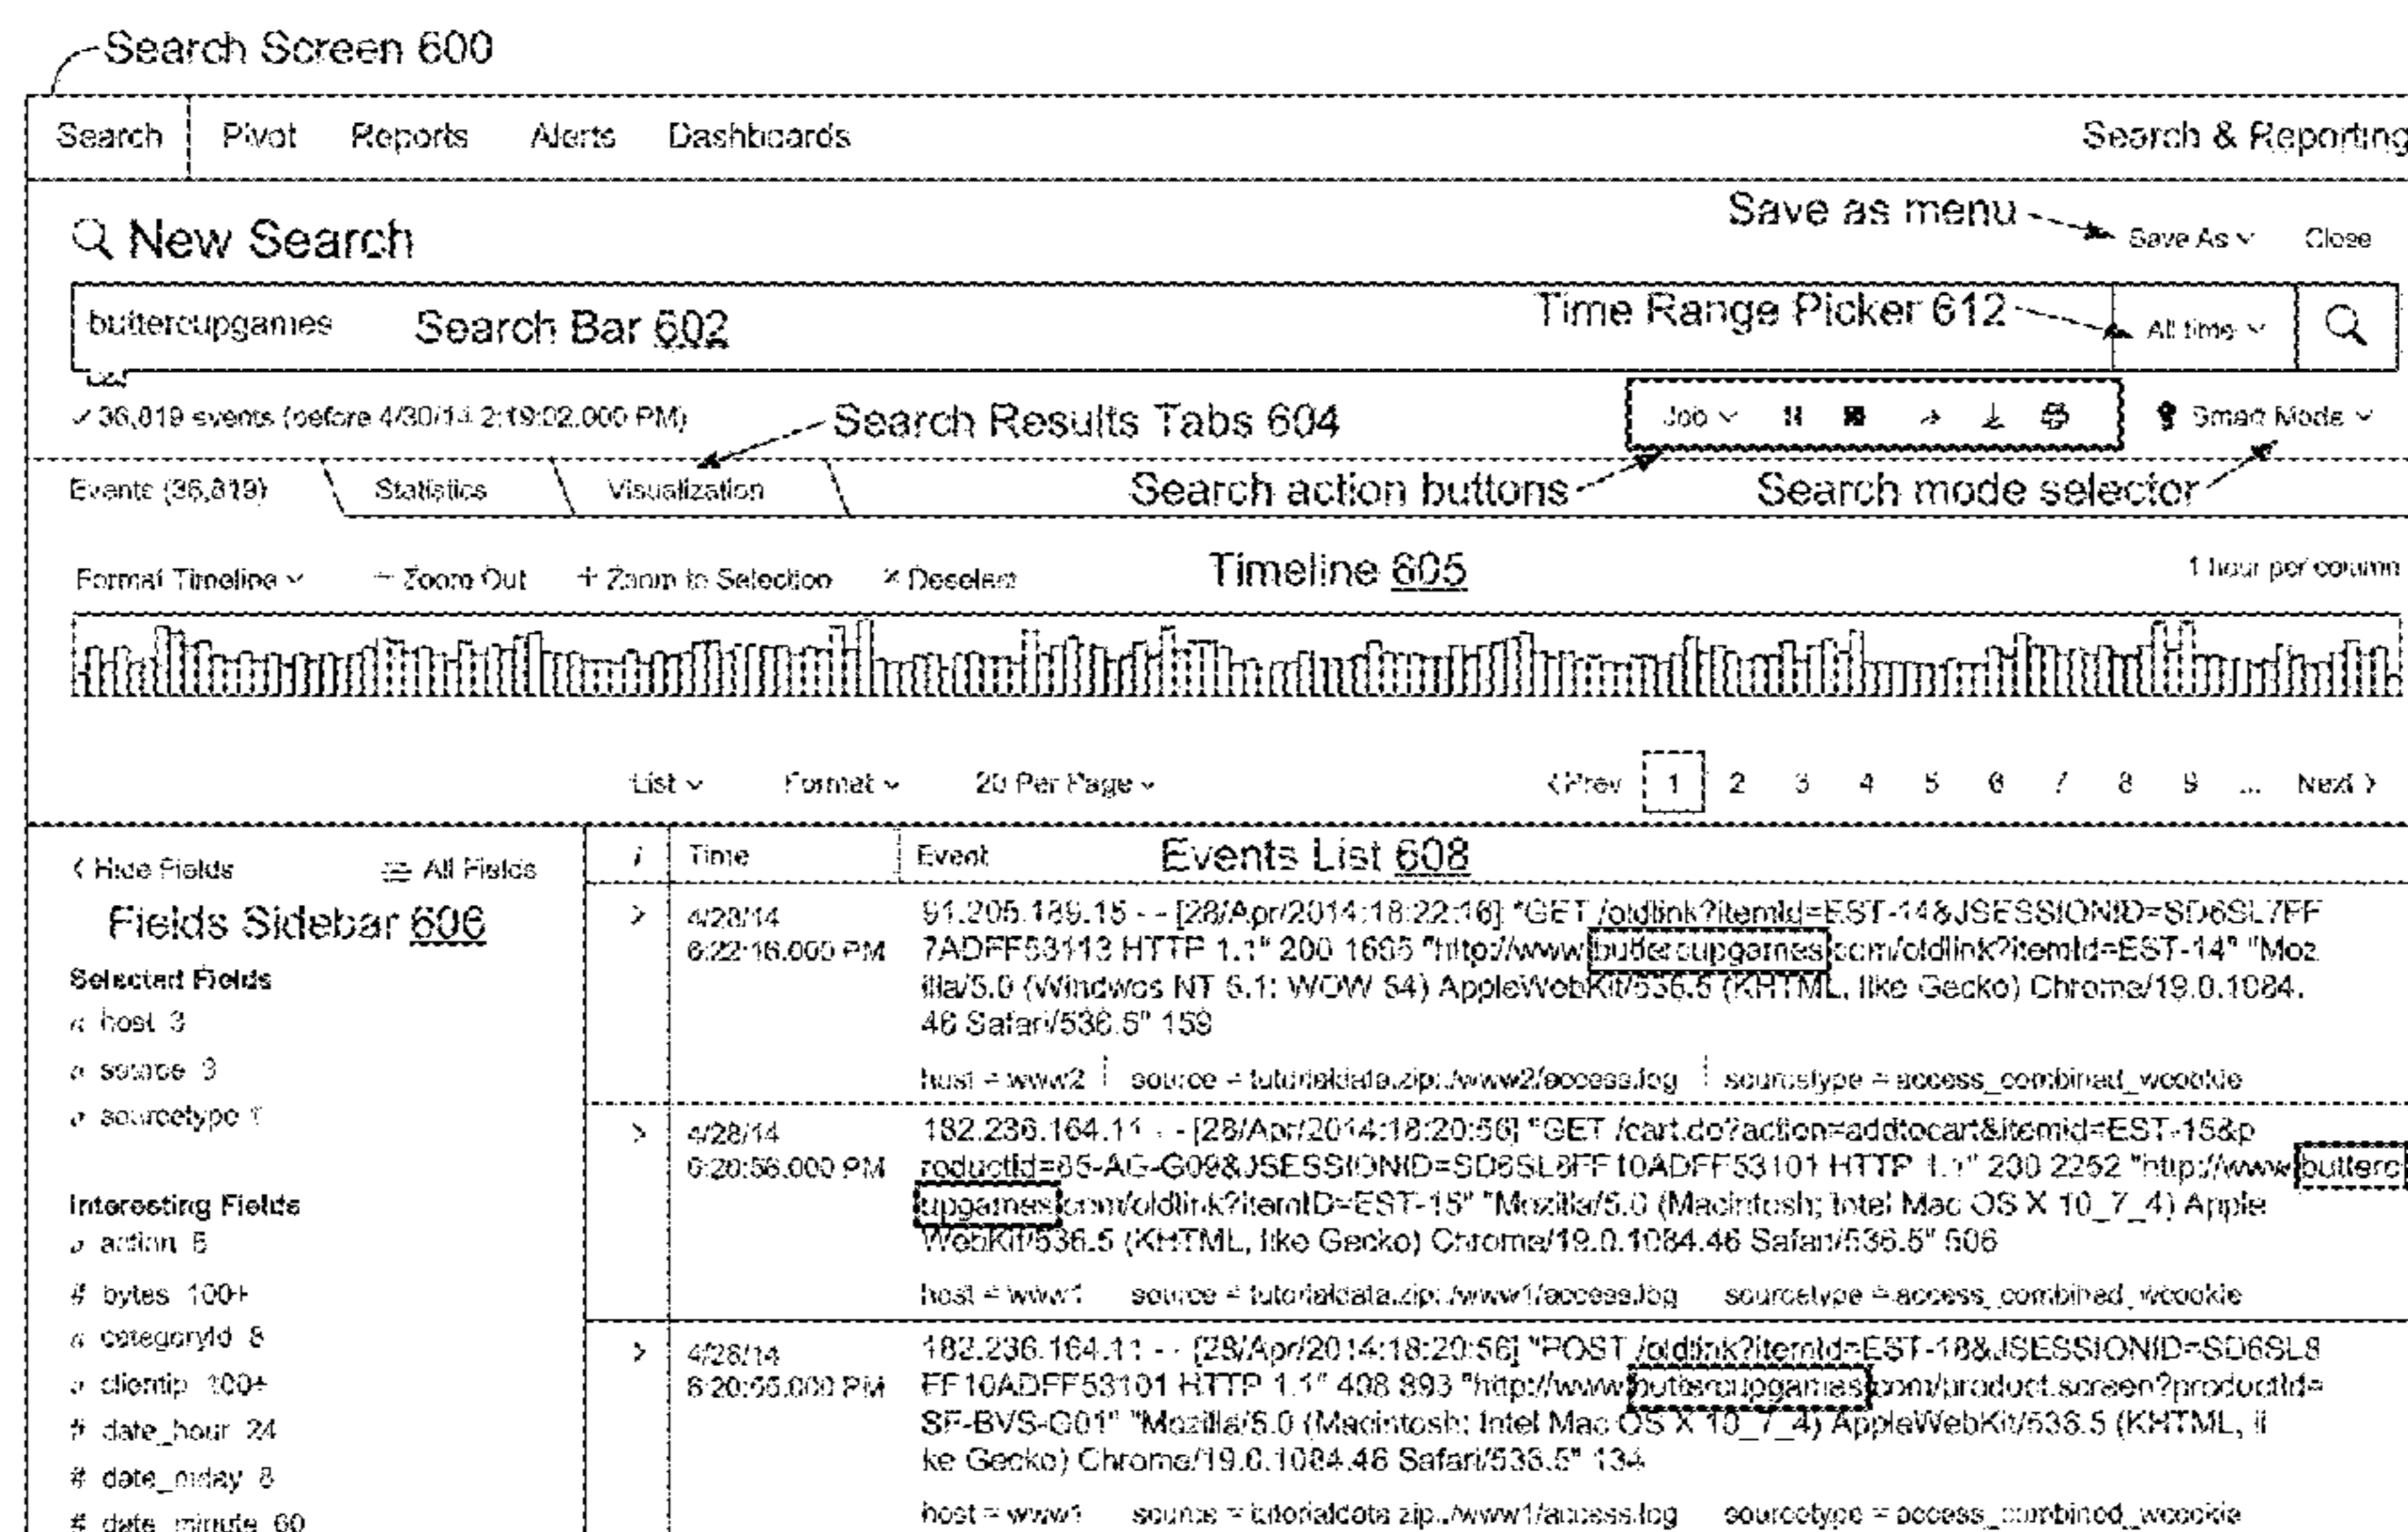 Search Screen 600
Search Pivot Reports Alerts Dashboards Search & Reporting
New Search Save as menu Save As Close
buttercupgames Search Bar 602 Time Range Picker 612 All time
36,819 events (before 4/30/14 2:19:02.000 PM) Search Results Tabs 604 Job Smart Mode
Events (36,819) Statistics Visualization Search action buttons Search mode selector
Format Timeline − Zoom Out + Zoom to Selection × Deselect Timeline 605 1 hour per column
List Format 20 Per Page < Prev 1 2 3 4 5 6 7 8 9 ... Next >
< Hide Fields All Fields i Time Event Events List 608
Fields Sidebar 606
Selected Fields
a host 3
a source 3
a sourcetype 1
Interesting Fields
a action 5
# bytes 100+
a categoryId 8
a clientip 100+
# date_hour 24
# date_mday 8
# date_minute 60
> 4/28/14
6:22:16.000 PM
91.205.189.15 - - [28/Apr/2014:18:22:16] "GET /oldlink?itemId=EST-14&JSESSIONID=SD6SL7FF
7ADFF53113 HTTP 1.1" 200 1665 "http://www.buttercupgames.com/oldlink?itemId=EST-14" "Moz
illa/5.0 (Windwos NT 6.1; WOW 64) AppleWebKit/536.5 (KHTML, like Gecko) Chrome/19.0.1084.
46 Safari/536.5" 159
host = www2 source = tutorialdata.zip:./www2/access.log sourcetype = access_combined_wcookie
> 4/28/14
6:20:56.000 PM
182.236.164.11 - - [28/Apr/2014:18:20:56] "GET /cart.do?action=addtocart&itemId=EST-15&p
roductId=85-AG-G09&JSESSIONID=SD6SL8FF10ADFF53101 HTTP 1.1" 200 2252 "http://www.butterc
upgames.com/oldlink?itemID=EST-15" "Mozilla/5.0 (Macintosh; Intel Mac OS X 10_7_4) Apple
WebKit/536.5 (KHTML, like Gecko) Chrome/19.0.1084.46 Safari/536.5" 506
host = www1 source = tutorialdata.zip:./www1/access.log sourcetype = access_combined_wcookie
> 4/28/14
6:20:55.000 PM
182.236.164.11 - - [28/Apr/2014:18:20:56] "POST /oldlink?itemId=EST-18&JSESSIONID=SD6SL8
FF10ADFF53101 HTTP 1.1" 408 893 "http://www.buttercupgames.com/product.screen?productId=
SF-BVS-G01" "Mozilla/5.0 (Macintosh; Intel Mac OS X 10_7_4) AppleWebKit/536.5 (KHTML, li
ke Gecko) Chrome/19.0.1084.46 Safari/536.5" 134
host = www1 source = tutorialdata.zip:./www1/access.log sourcetype = access_combined_wcookie